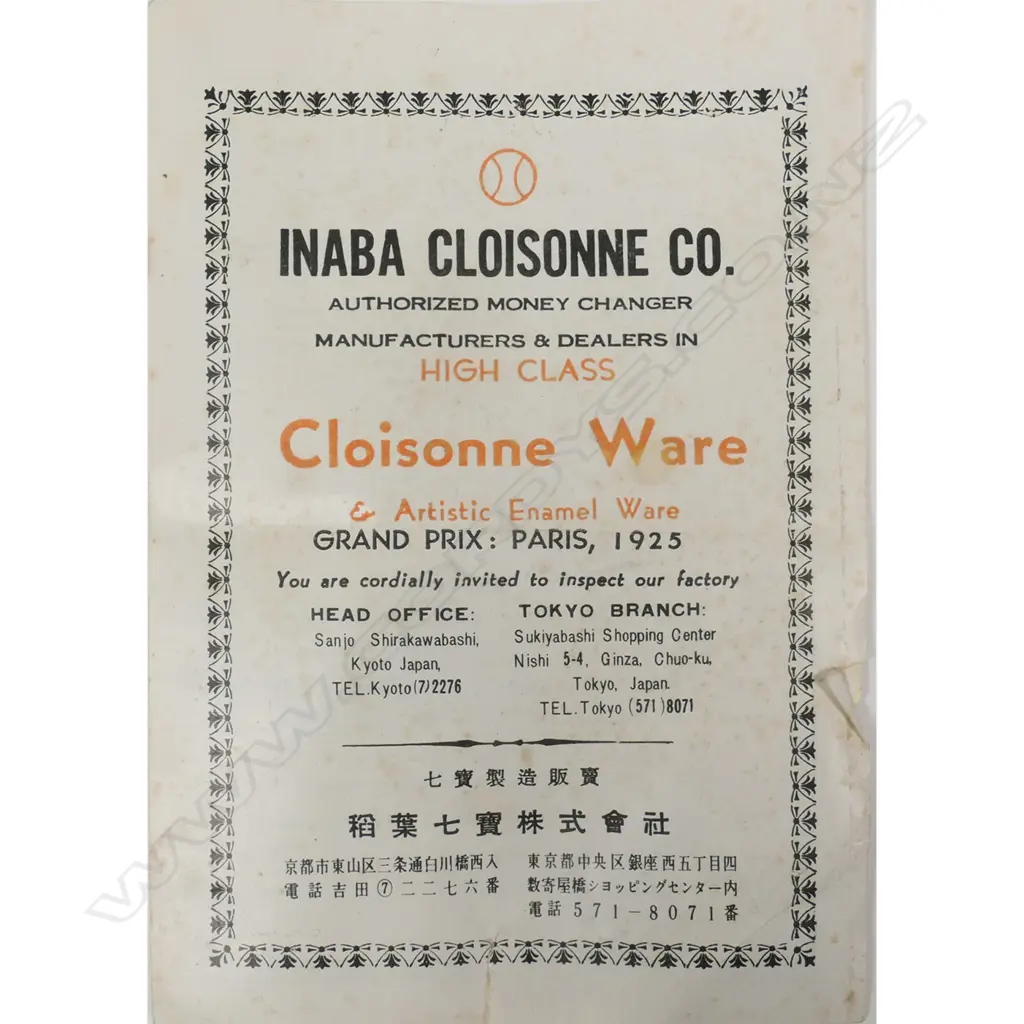 INABA CLOISONNE CO.
AUTHORIZED MONEY CHANGER
MANUFACTURERS & DEALERS IN
HIGH CLASS
Cloisonne Ware
& Artistic Enamel Ware
GRAND PRIX: PARIS, 1925
You are cordially invited to inspect our factory
HEAD OFFICE:
Sanjo Shirakawabashi,
Kyoto Japan,
TEL.Kyoto(7)2276
TOKYO BRANCH:
Sukiyabashi Shopping Center
Nishi 5-4, Ginza, Chuo-ku,
Tokyo, Japan.
TEL.Tokyo (571)8071
七寶製造販賣
稻葉七寶株式會社
京都市東山区三条通白川橋西入
電話吉田⑦二二七六番
東京都中央区銀座西五丁目四
数寄屋橋ショッピングセンター内
電話 571-8071番